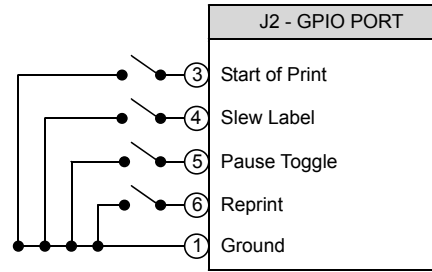 J2 - GPIO PORT
3 Start of Print
4 Slew Label
5 Pause Toggle
6 Reprint
1 Ground